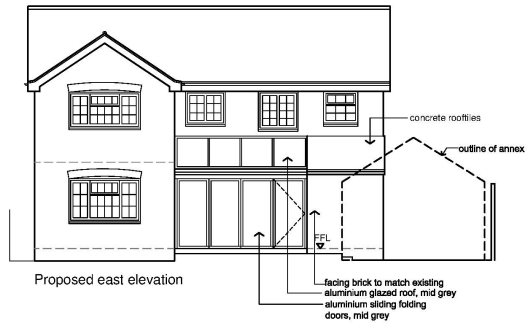 concrete rooftiles
outline of annex
FFL
Proposed east elevation
facing brick to match existing
aluminium glazed roof, mid grey
aluminium sliding folding
doors, mid grey